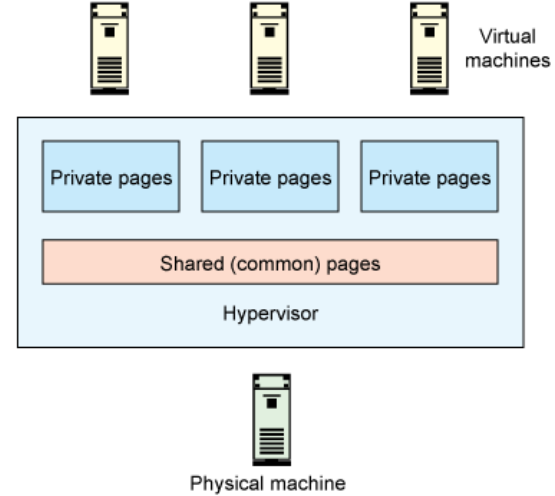 Virtual
machines
Private pages
Private pages
Private pages
Shared (common) pages
Hypervisor
Physical machine